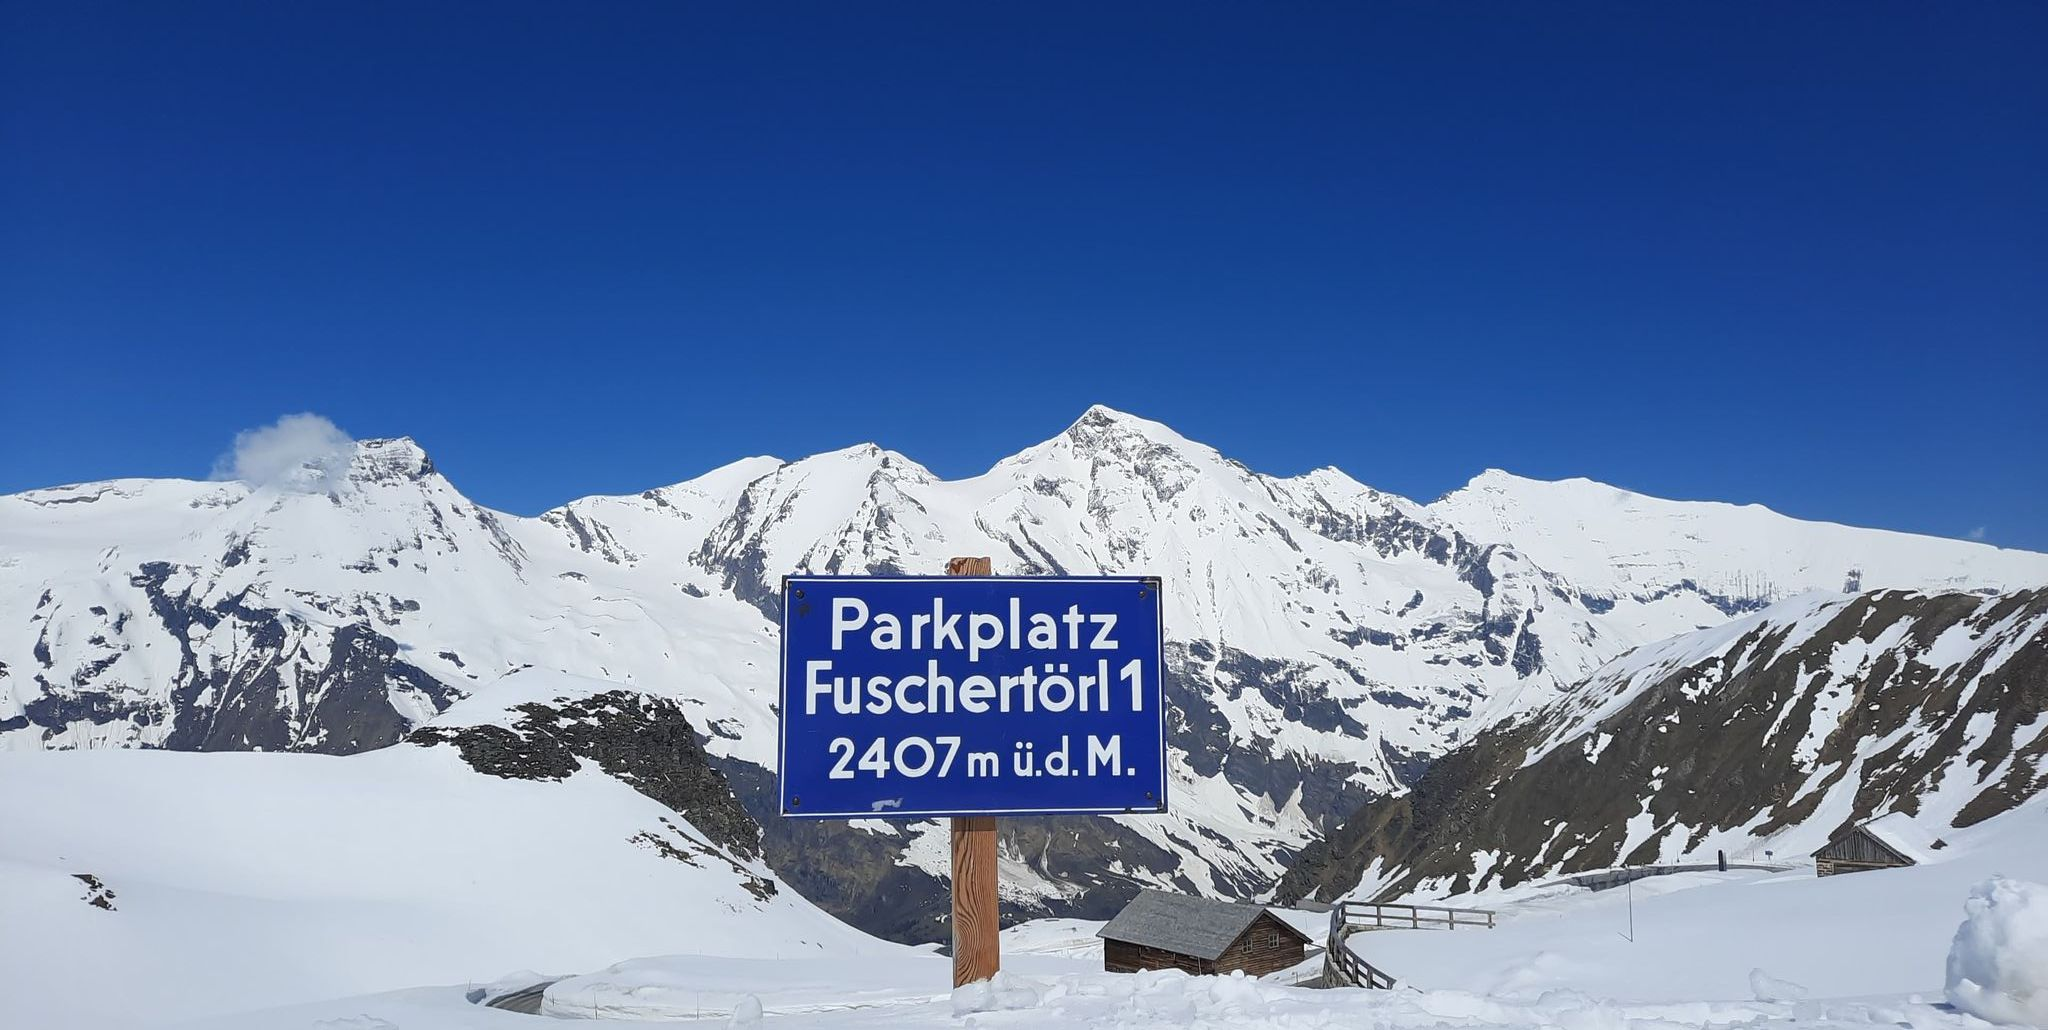 Parkplatz
Fuschertörl 1
2407 m ü.d. M.